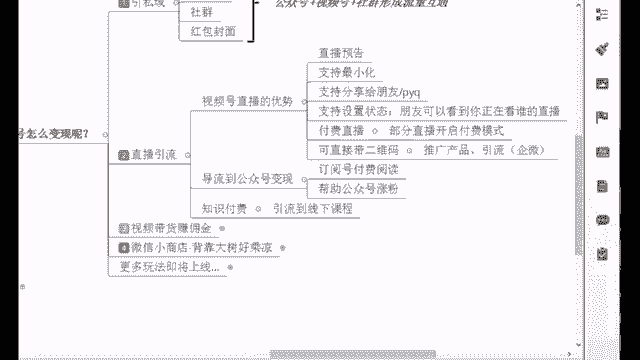 引私域
公众号+视频号+社群形成流量互通
社群
红包封面
直播预告
支持最小化
视频号直播的优势
支持分享给朋友/pyq
支持设置状态：朋友可以看到你正在看谁的直播
付费直播
部分直播开启付费模式
号怎么变现呢？
可直接带二维码
推广产品、引流（企微）
2 直播引流
订阅号付费阅读
导流到公众号变现
帮助公众号涨粉
知识付费
引流到线下课程
3 视频带货赚佣金
4 微信小商店-背靠大树好乘凉
更多玩法即将上线...